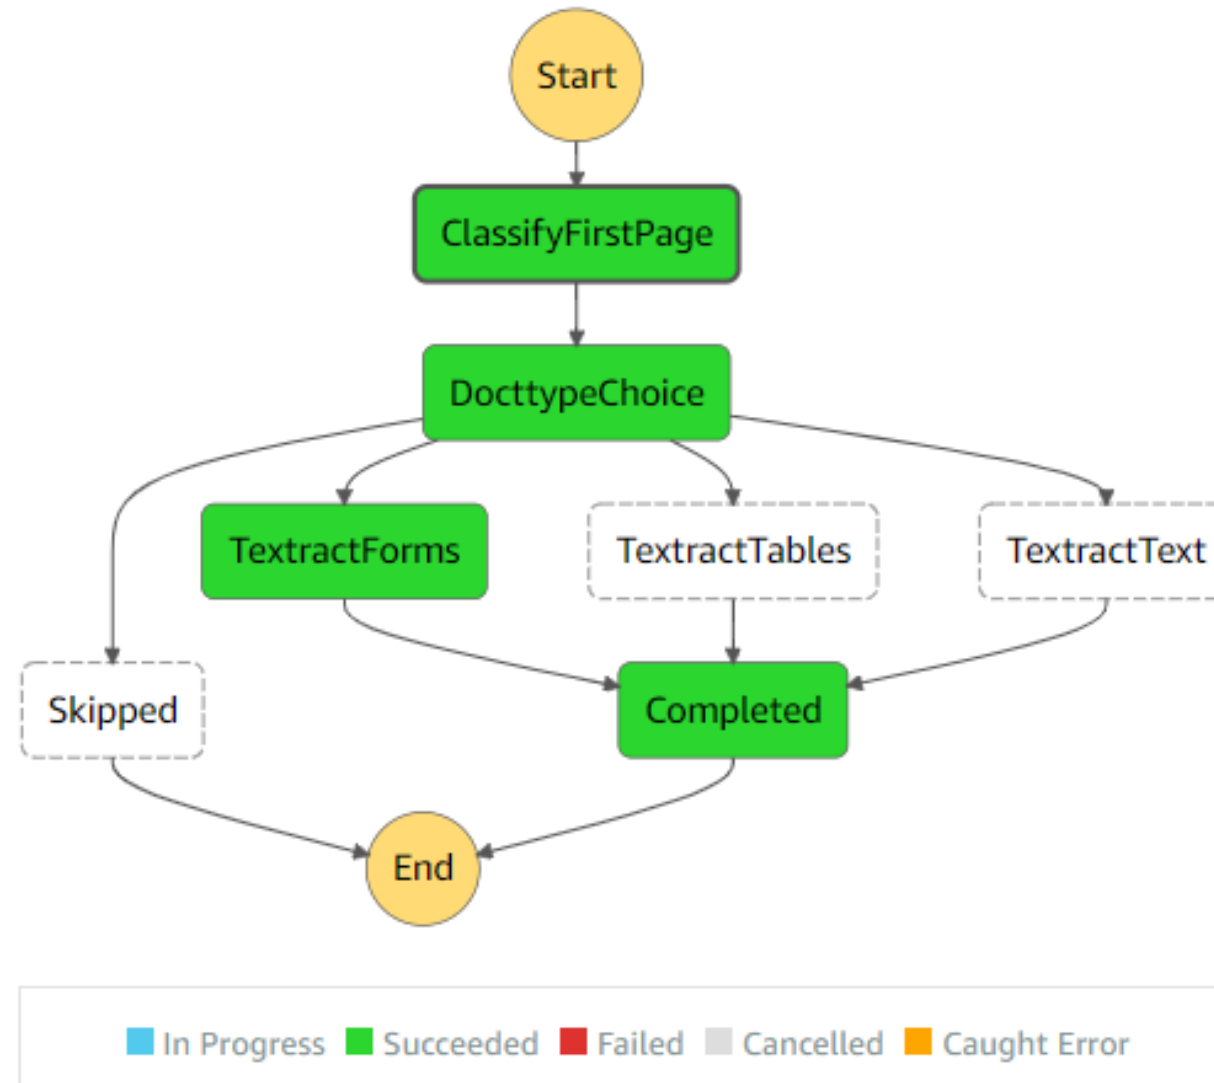 Start
ClassifyFirstPage
DocttypeChoice
TextractForms
TextractTables
TextractText
Skipped
Completed
End
In Progress Succeeded Failed Cancelled Caught Error